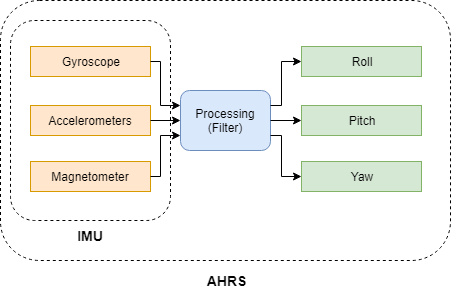 Gyroscope
Roll
Accelerometers
Processing
(Filter)
Pitch
Magnetometer
Yaw
IMU
AHRS